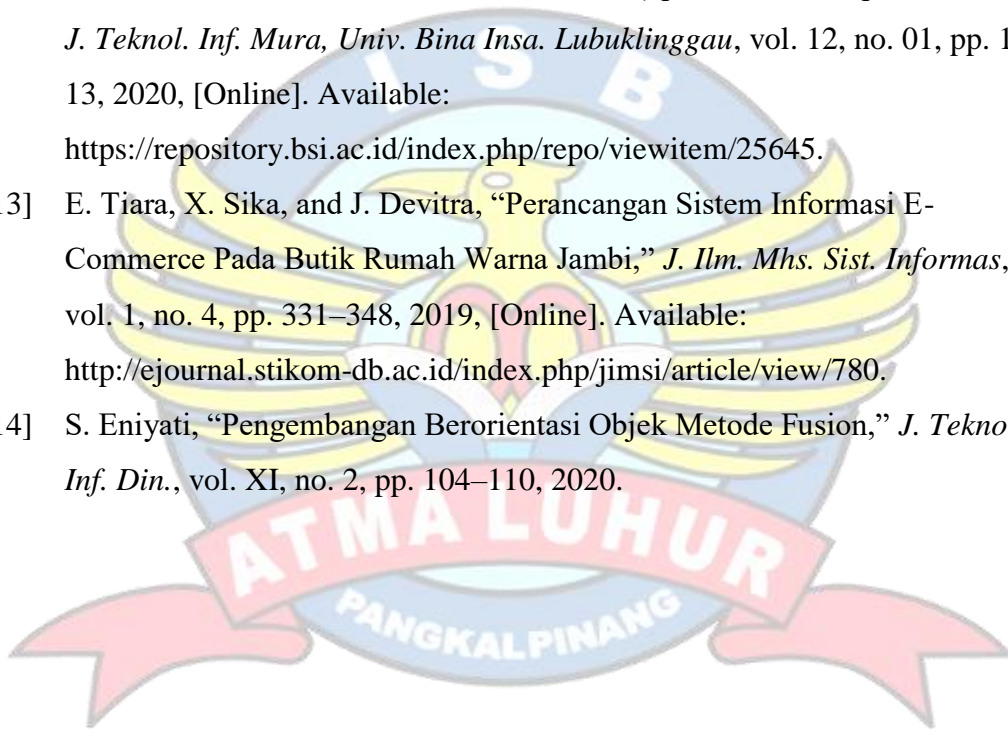 J. Teknol. Inf. Mura, Univ. Bina Insa. Lubuklinggau, vol. 12, no. 01, pp. 1
13, 2020, [Online]. Available:
https://repository.bsi.ac.id/index.php/repo/viewitem/25645.
3] E. Tiara, X. Sika, and J. Devitra, “Perancangan Sistem Informasi E-
Commerce Pada Butik Rumah Warna Jambi,” J. Ilm. Mhs. Sist. Informas,
vol. 1, no. 4, pp. 331–348, 2019, [Online]. Available:
http://ejournal.stikom-db.ac.id/index.php/jimsi/article/view/780.
4] S. Eniyati, “Pengembangan Berorientasi Objek Metode Fusion,” J. Tekno
Inf. Din., vol. XI, no. 2, pp. 104–110, 2020.
I S B
ATMA LUHUR
PANGKALPINANG